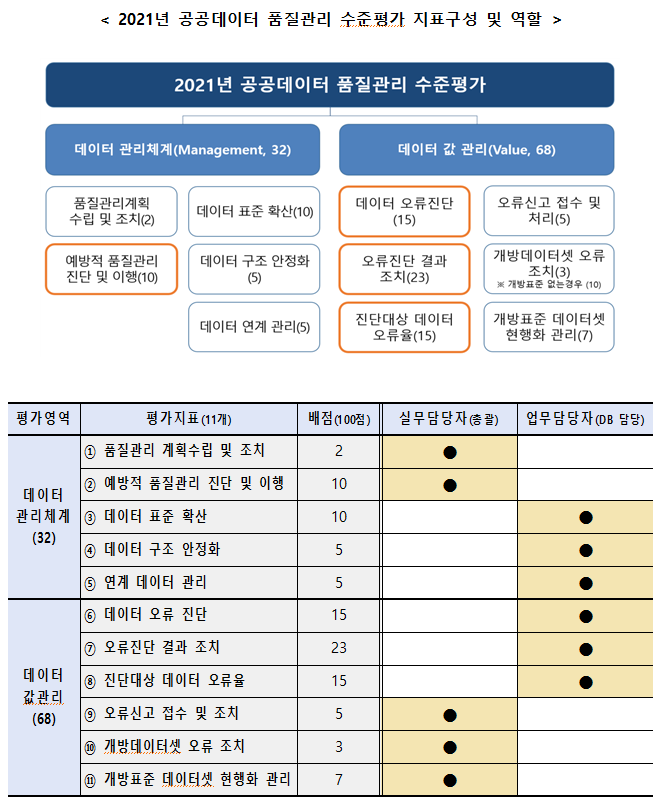 < 2021년 공공데이터 품질관리 수준평가 지표구성 및 역할 >
2021년 공공데이터 품질관리 수준평가
데이터 관리체계(Management, 32)
데이터 값 관리(Value, 68)
품질관리계획
수립 및 조치(2)
데이터 표준 확산(10)
데이터 오류진단
(15)
오류신고 접수 및
처리(5)
예방적 품질관리
진단 및 이행(10)
데이터 구조 안정화
(5)
오류진단 결과
조치(23)
개방데이터셋 오류
조치(3)
※ 개방표준 없는경우 (10)
데이터 연계 관리(5)
진단대상 데이터
오류율(15)
개방표준 데이터셋
현행화 관리(7)
평가영역 평가지표(11개) 배점(100점) 실무담당자(총괄) 업무담당자(DB 담당)
데이터
관리체계
(32)
① 품질관리 계획수립 및 조치 2 ●
② 예방적 품질관리 진단 및 이행 10 ●
③ 데이터 표준 확산 10 ●
④ 데이터 구조 안정화 5 ●
⑤ 연계 데이터 관리 5 ●
데이터
값관리
(68)
⑥ 데이터 오류 진단 15 ●
⑦ 오류진단 결과 조치 23 ●
⑧ 진단대상 데이터 오류율 15 ●
⑨ 오류신고 접수 및 조치 5 ●
⑩ 개방데이터셋 오류 조치 3 ●
⑪ 개방표준 데이터셋 현행화 관리 7 ●